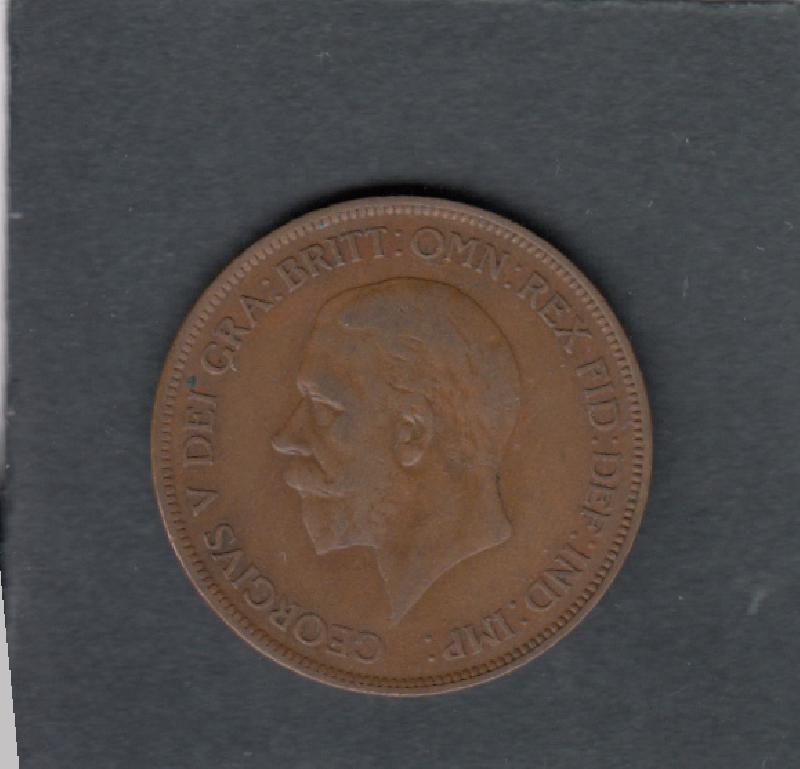 GEORGIVS V DEI GRA: BRITT: OMN: REX FID: DEF: IND: IMP: